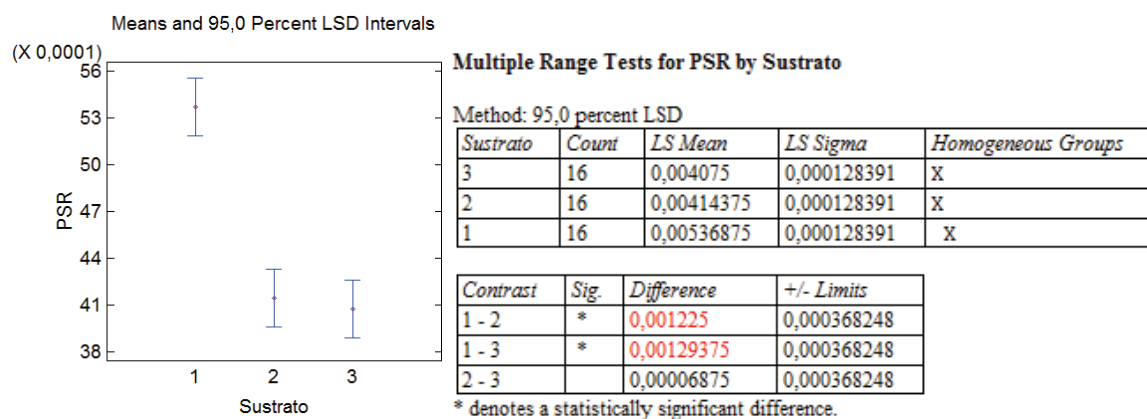 Means and 95,0 Percent LSD Intervals
(X 0,0001)
56
53
50
47
44
41
38
PSR
1 2 3
Sustrato
Multiple Range Tests for PSR by Sustrato
Method: 95,0 percent LSD
Sustrato Count LS Mean LS Sigma Homogeneous Groups
3 16 0,004075 0,000128391 X
2 16 0,00414375 0,000128391 X
1 16 0,00536875 0,000128391 X
Contrast Sig. Difference +/- Limits
1 - 2 * 0,001225 0,000368248
1 - 3 * 0,00129375 0,000368248
2 - 3 0,00006875 0,000368248
* denotes a statistically significant difference.